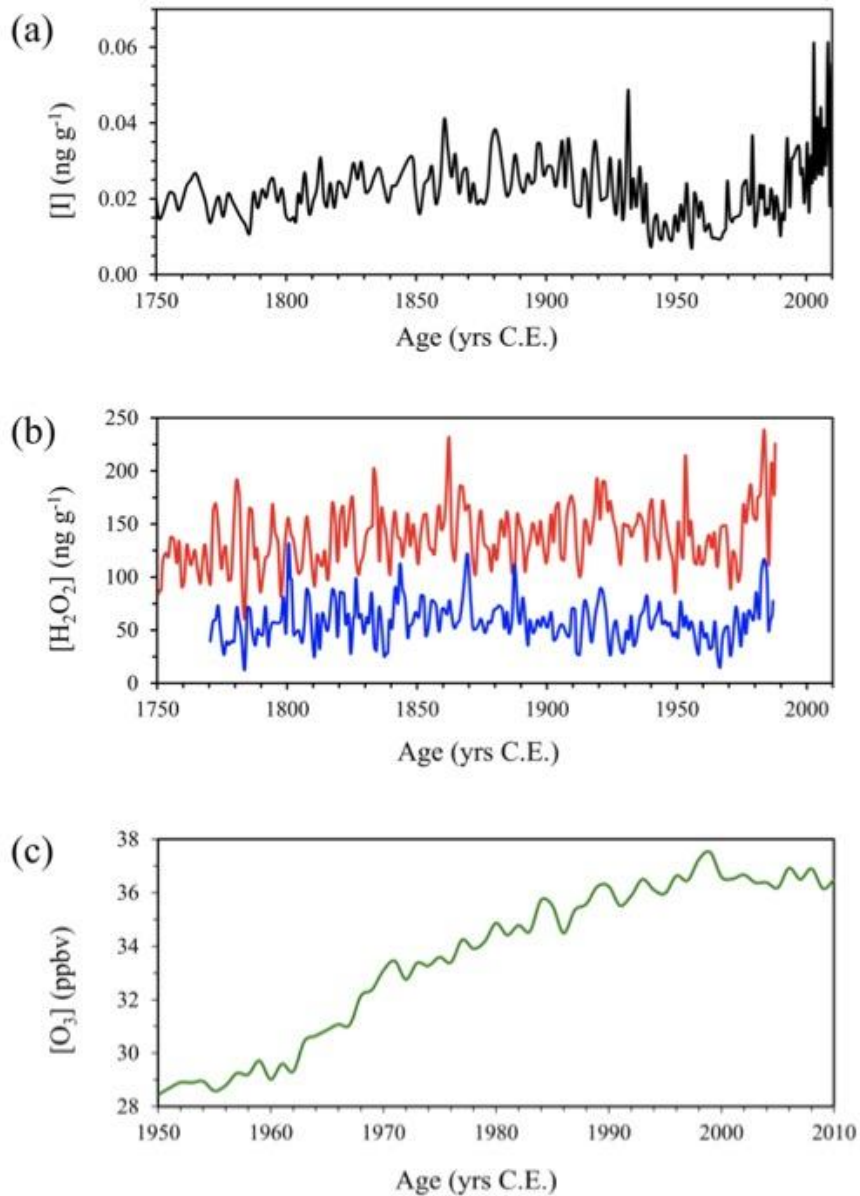 (a)
[I] (ng g⁻¹)
0.06
0.04
0.02
0.00
1750 1800 1850 1900 1950 2000
Age (yrs C.E.)
(b)
[H₂O₂] (ng g⁻¹)
250
200
150
100
50
0
1750 1800 1850 1900 1950 2000
Age (yrs C.E.)
(c)
[O₃] (ppbv)
38
36
34
32
30
28
1950 1960 1970 1980 1990 2000 2010
Age (yrs C.E.)